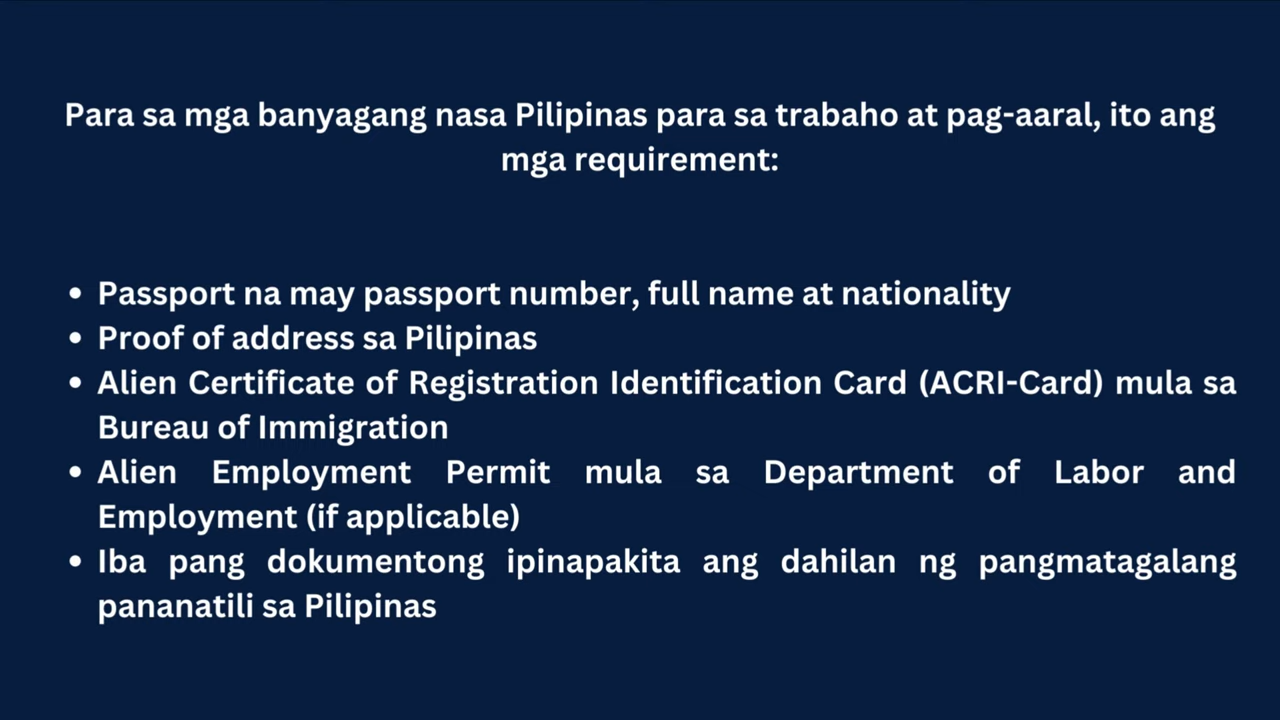 Para sa mga banyagang nasa Pilipinas para sa trabaho at pag-aaral, ito ang
mga requirement:
• Passport na may passport number, full name at nationality
• Proof of address sa Pilipinas
• Alien Certificate of Registration Identification Card (ACRI-Card) mula sa
Bureau of Immigration
• Alien Employment Permit mula sa Department of Labor and
Employment (if applicable)
• Iba pang dokumentong ipinapakita ang dahilan ng pangmatagalang
pananatili sa Pilipinas